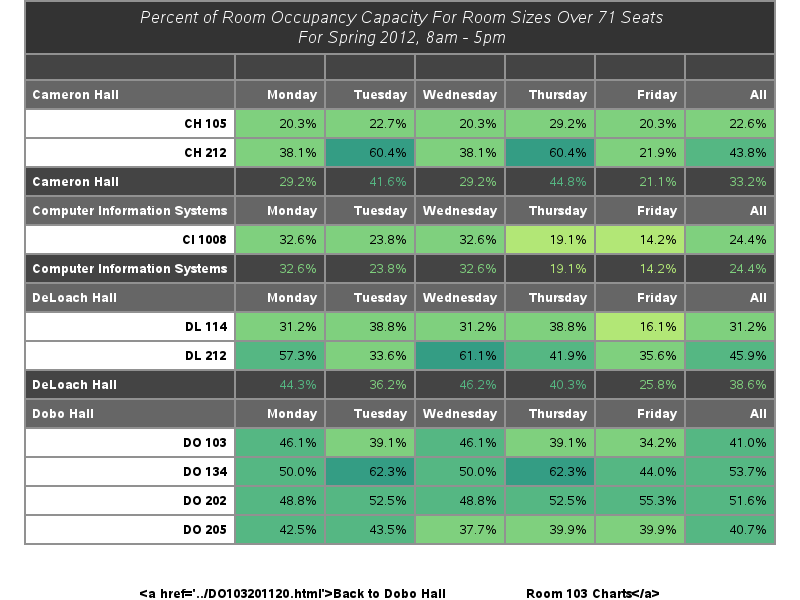 Percent of Room Occupancy Capacity For Room Sizes Over 71 Seats
For Spring 2012, 8am - 5pm
Cameron Hall Monday Tuesday Wednesday Thursday Friday All
CH 105 20.3% 22.7% 20.3% 29.2% 20.3% 22.6%
CH 212 38.1% 60.4% 38.1% 60.4% 21.9% 43.8%
Cameron Hall 29.2% 41.6% 29.2% 44.8% 21.1% 33.2%
Computer Information Systems Monday Tuesday Wednesday Thursday Friday All
CI 1008 32.6% 23.8% 32.6% 19.1% 14.2% 24.4%
Computer Information Systems 32.6% 23.8% 32.6% 19.1% 14.2% 24.4%
DeLoach Hall Monday Tuesday Wednesday Thursday Friday All
DL 114 31.2% 38.8% 31.2% 38.8% 16.1% 31.2%
DL 212 57.3% 33.6% 61.1% 41.9% 35.6% 45.9%
DeLoach Hall 44.3% 36.2% 46.2% 40.3% 25.8% 38.6%
Dobo Hall Monday Tuesday Wednesday Thursday Friday All
DO 103 46.1% 39.1% 46.1% 39.1% 34.2% 41.0%
DO 134 50.0% 62.3% 50.0% 62.3% 44.0% 53.7%
DO 202 48.8% 52.5% 48.8% 52.5% 55.3% 51.6%
DO 205 42.5% 43.5% 37.7% 39.9% 39.9% 40.7%
<a href='../DO103201120.html'>Back to Dobo Hall Room 103 Charts</a>